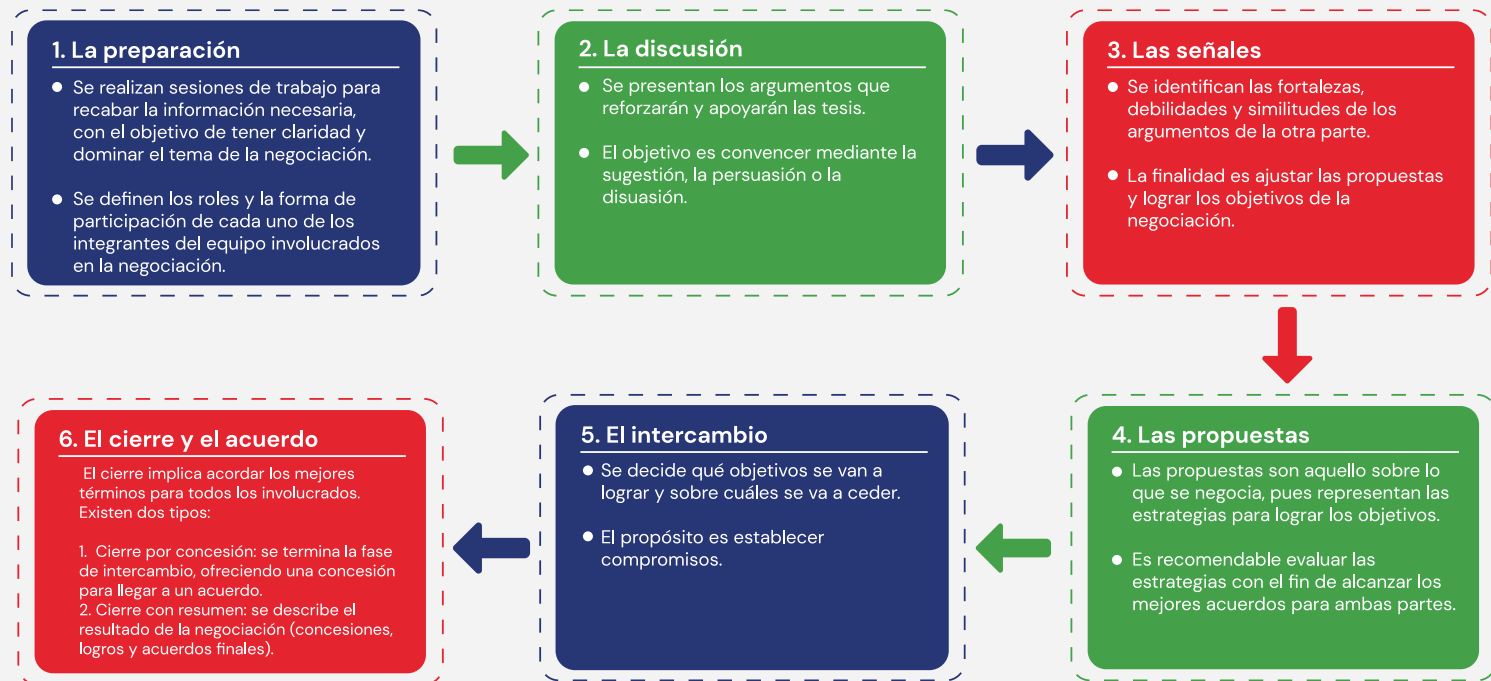 1. La preparación
Se realizan sesiones de trabajo para
recabar la información necesaria,
con el objetivo de tener claridad y
dominar el tema de la negociación.
Se definen los roles y la forma de
participación de cada uno de los
integrantes del equipo involucrados
en la negociación.
2. La discusión
Se presentan los argumentos que
reforzarán y apoyarán las tesis.
El objetivo es convencer mediante la
sugestión, la persuasión o la
disuasión.
3. Las señales
Se identifican las fortalezas,
debilidades y similitudes de los
argumentos de la otra parte.
La finalidad es ajustar las propuestas
y lograr los objetivos de la
negociación.
4. Las propuestas
Las propuestas son aquello sobre lo
que se negocia, pues representan las
estrategias para lograr los objetivos.
Es recomendable evaluar las
estrategias con el fin de alcanzar los
mejores acuerdos para ambas partes.
5. El intercambio
Se decide qué objetivos se van a
lograr y sobre cuáles se va a ceder.
El propósito es establecer
compromisos.
6. El cierre y el acuerdo
El cierre implica acordar los mejores
términos para todos los involucrados.
Existen dos tipos:
1. Cierre por concesión: se termina la fase
de intercambio, ofreciendo una concesión
para llegar a un acuerdo.
2. Cierre con resumen: se describe el
resultado de la negociación (concesiones,
logros y acuerdos finales).